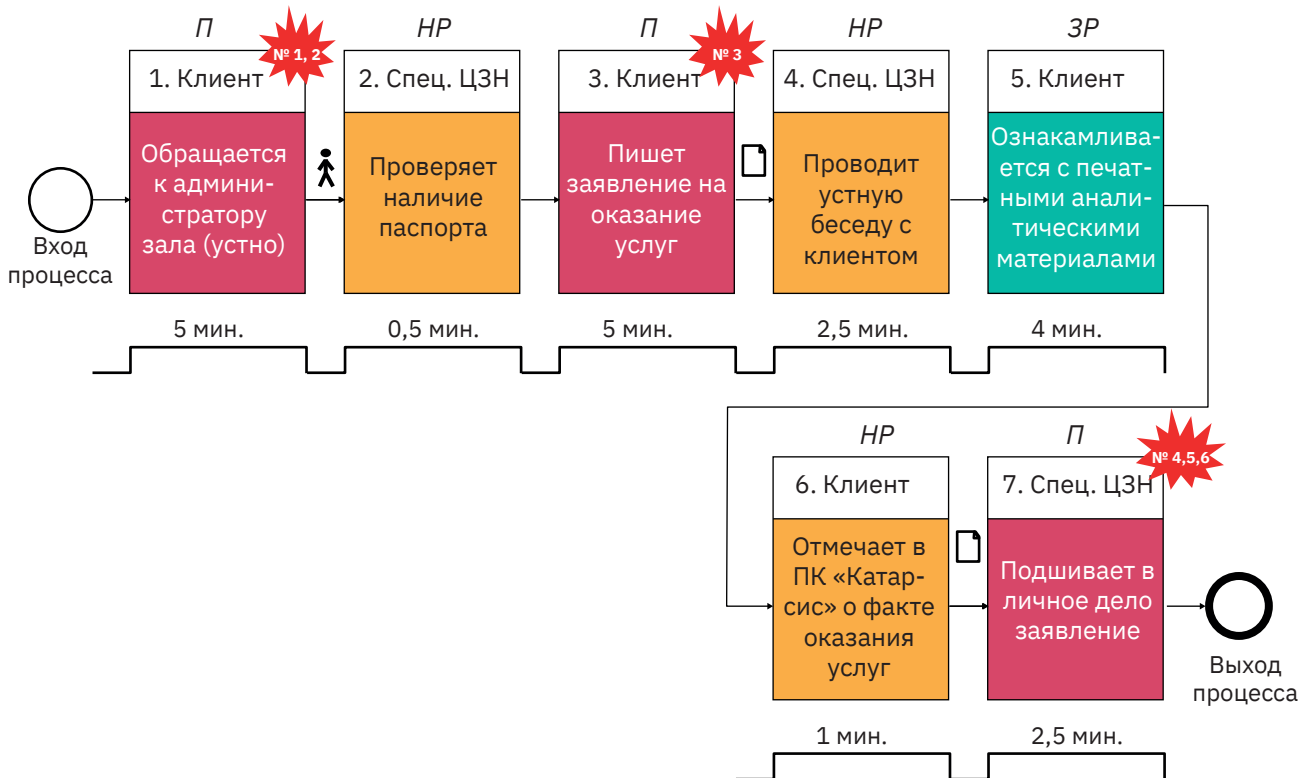 П
НР
П
НР
ЗР
№ 1, 2
№ 3
1. Клиент
2. Спец. ЦЗН
3. Клиент
4. Спец. ЦЗН
5. Клиент
Обращается
к админи-
стратору
зала (устно)
Проверяет
наличие
паспорта
Пишет
заявление на
оказание
услуг
Проводит
устную
беседу с
клиентом
Ознакамлива-
ется с печат-
ными анали-
тическими
материалами
Вход
процесса
5 мин.
0,5 мин.
5 мин.
2,5 мин.
4 мин.
НР
П
№ 4,5,6
6. Клиент
7. Спец. ЦЗН
Отмечает в
ПК «Катар-
сис» о факте
оказания
услуг
Подшивает в
личное дело
заявление
Выход
процесса
1 мин.
2,5 мин.